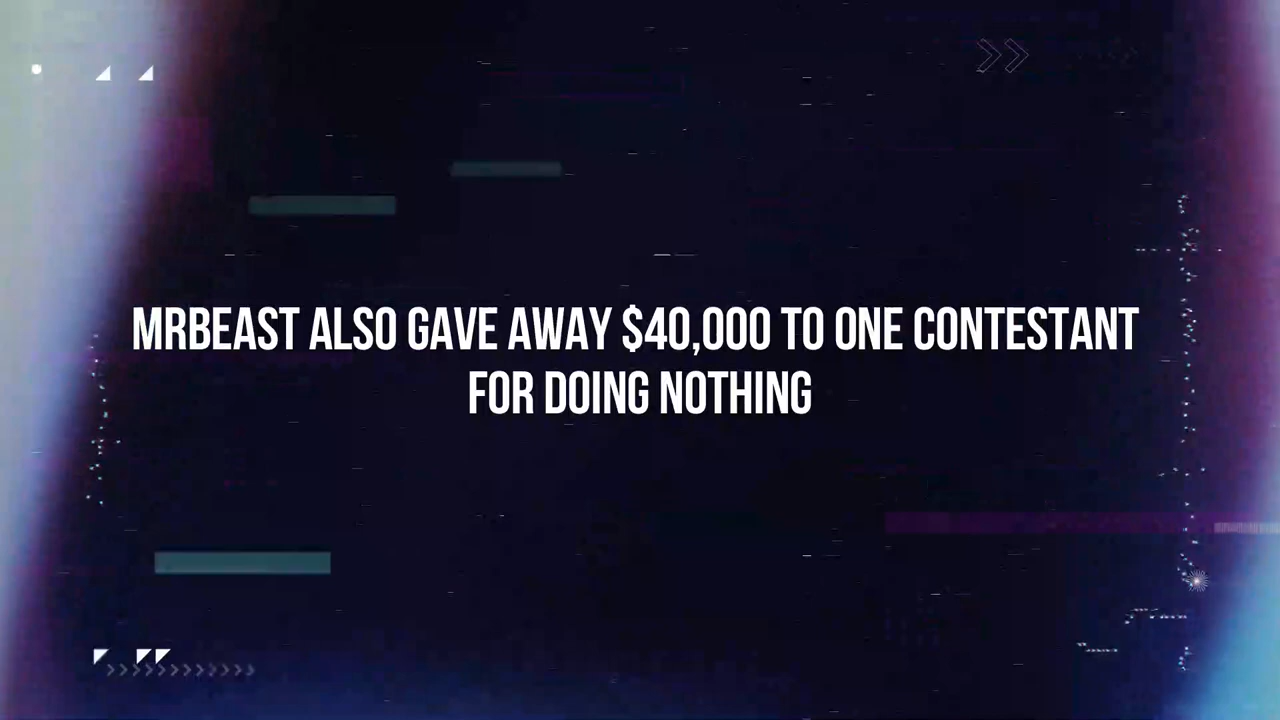 MRBEAST ALSO GAVE AWAY $40,000 TO ONE CONTESTANT
FOR DOING NOTHING